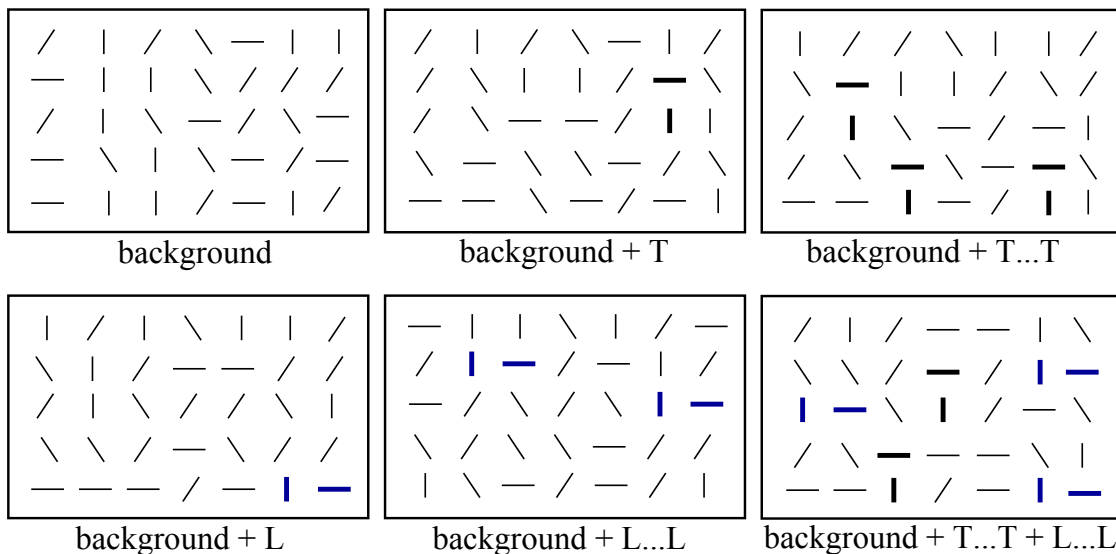 background
background + T
background + T...T
background + L
background + L...L
background + T...T + L...L